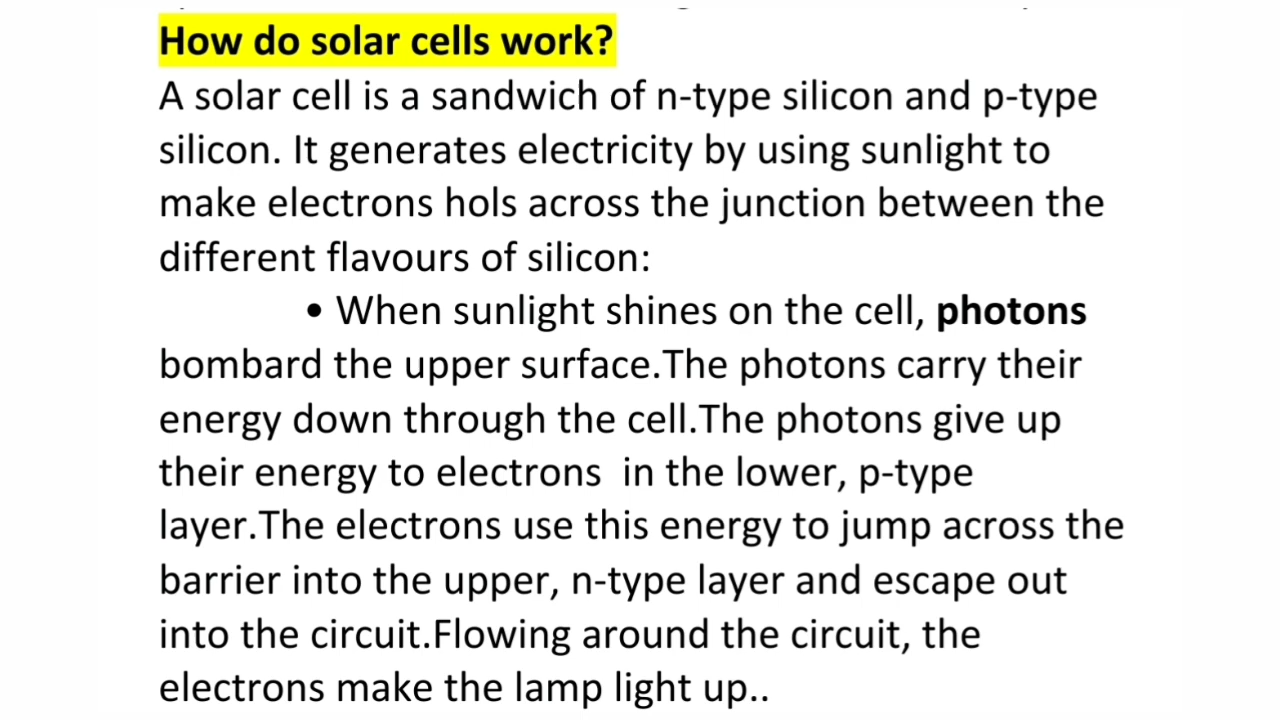 How do solar cells work?
A solar cell is a sandwich of n-type silicon and p-type
silicon. It generates electricity by using sunlight to
make electrons hols across the junction between the
different flavours of silicon:
• When sunlight shines on the cell, photons
bombard the upper surface.The photons carry their
energy down through the cell.The photons give up
their energy to electrons  in the lower, p-type
layer.The electrons use this energy to jump across the
barrier into the upper, n-type layer and escape out
into the circuit.Flowing around the circuit, the
electrons make the lamp light up..